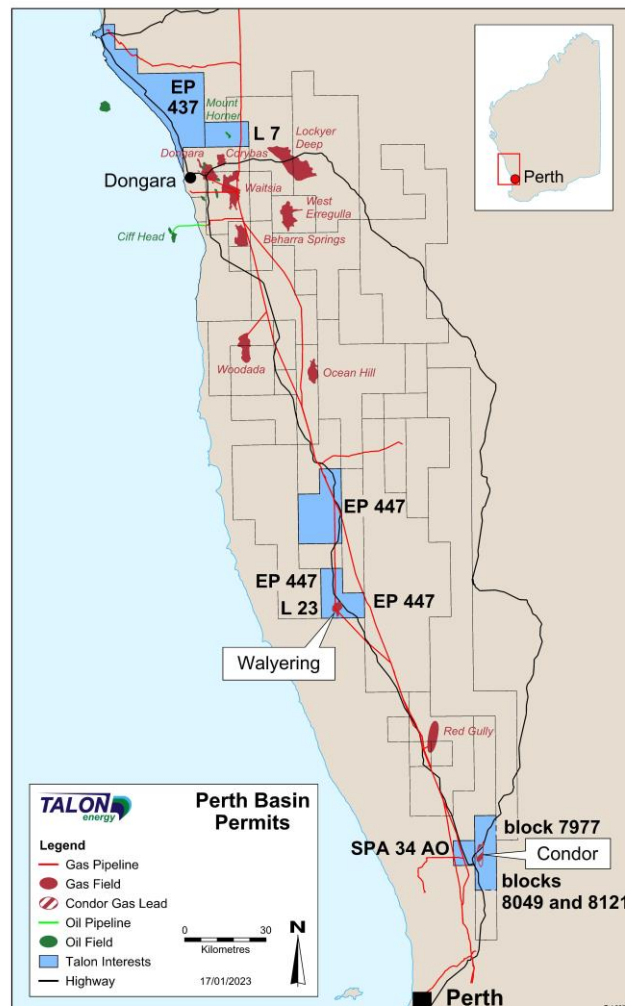 EP
437
Mount
Horner
L 7
Lockyer
Deep
Dongara
Corybas
Dongara
Waitsia
West
Erregulla
Ciff Head
Beharra Springs
Woodada
Ocean Hill
Perth
EP 447
EP 447
EP 447
L 23
Walyering
Red Gully
block 7977
SPA 34 AO
Condor
blocks
8049 and 8121
Perth
TALON
energy
Perth Basin
Permits
Legend
Gas Pipeline
Gas Field
Condor Gas Lead
Oil Pipeline
Oil Field
Talon Interests
Highway
0 30
Kilometres
N
17/01/2023